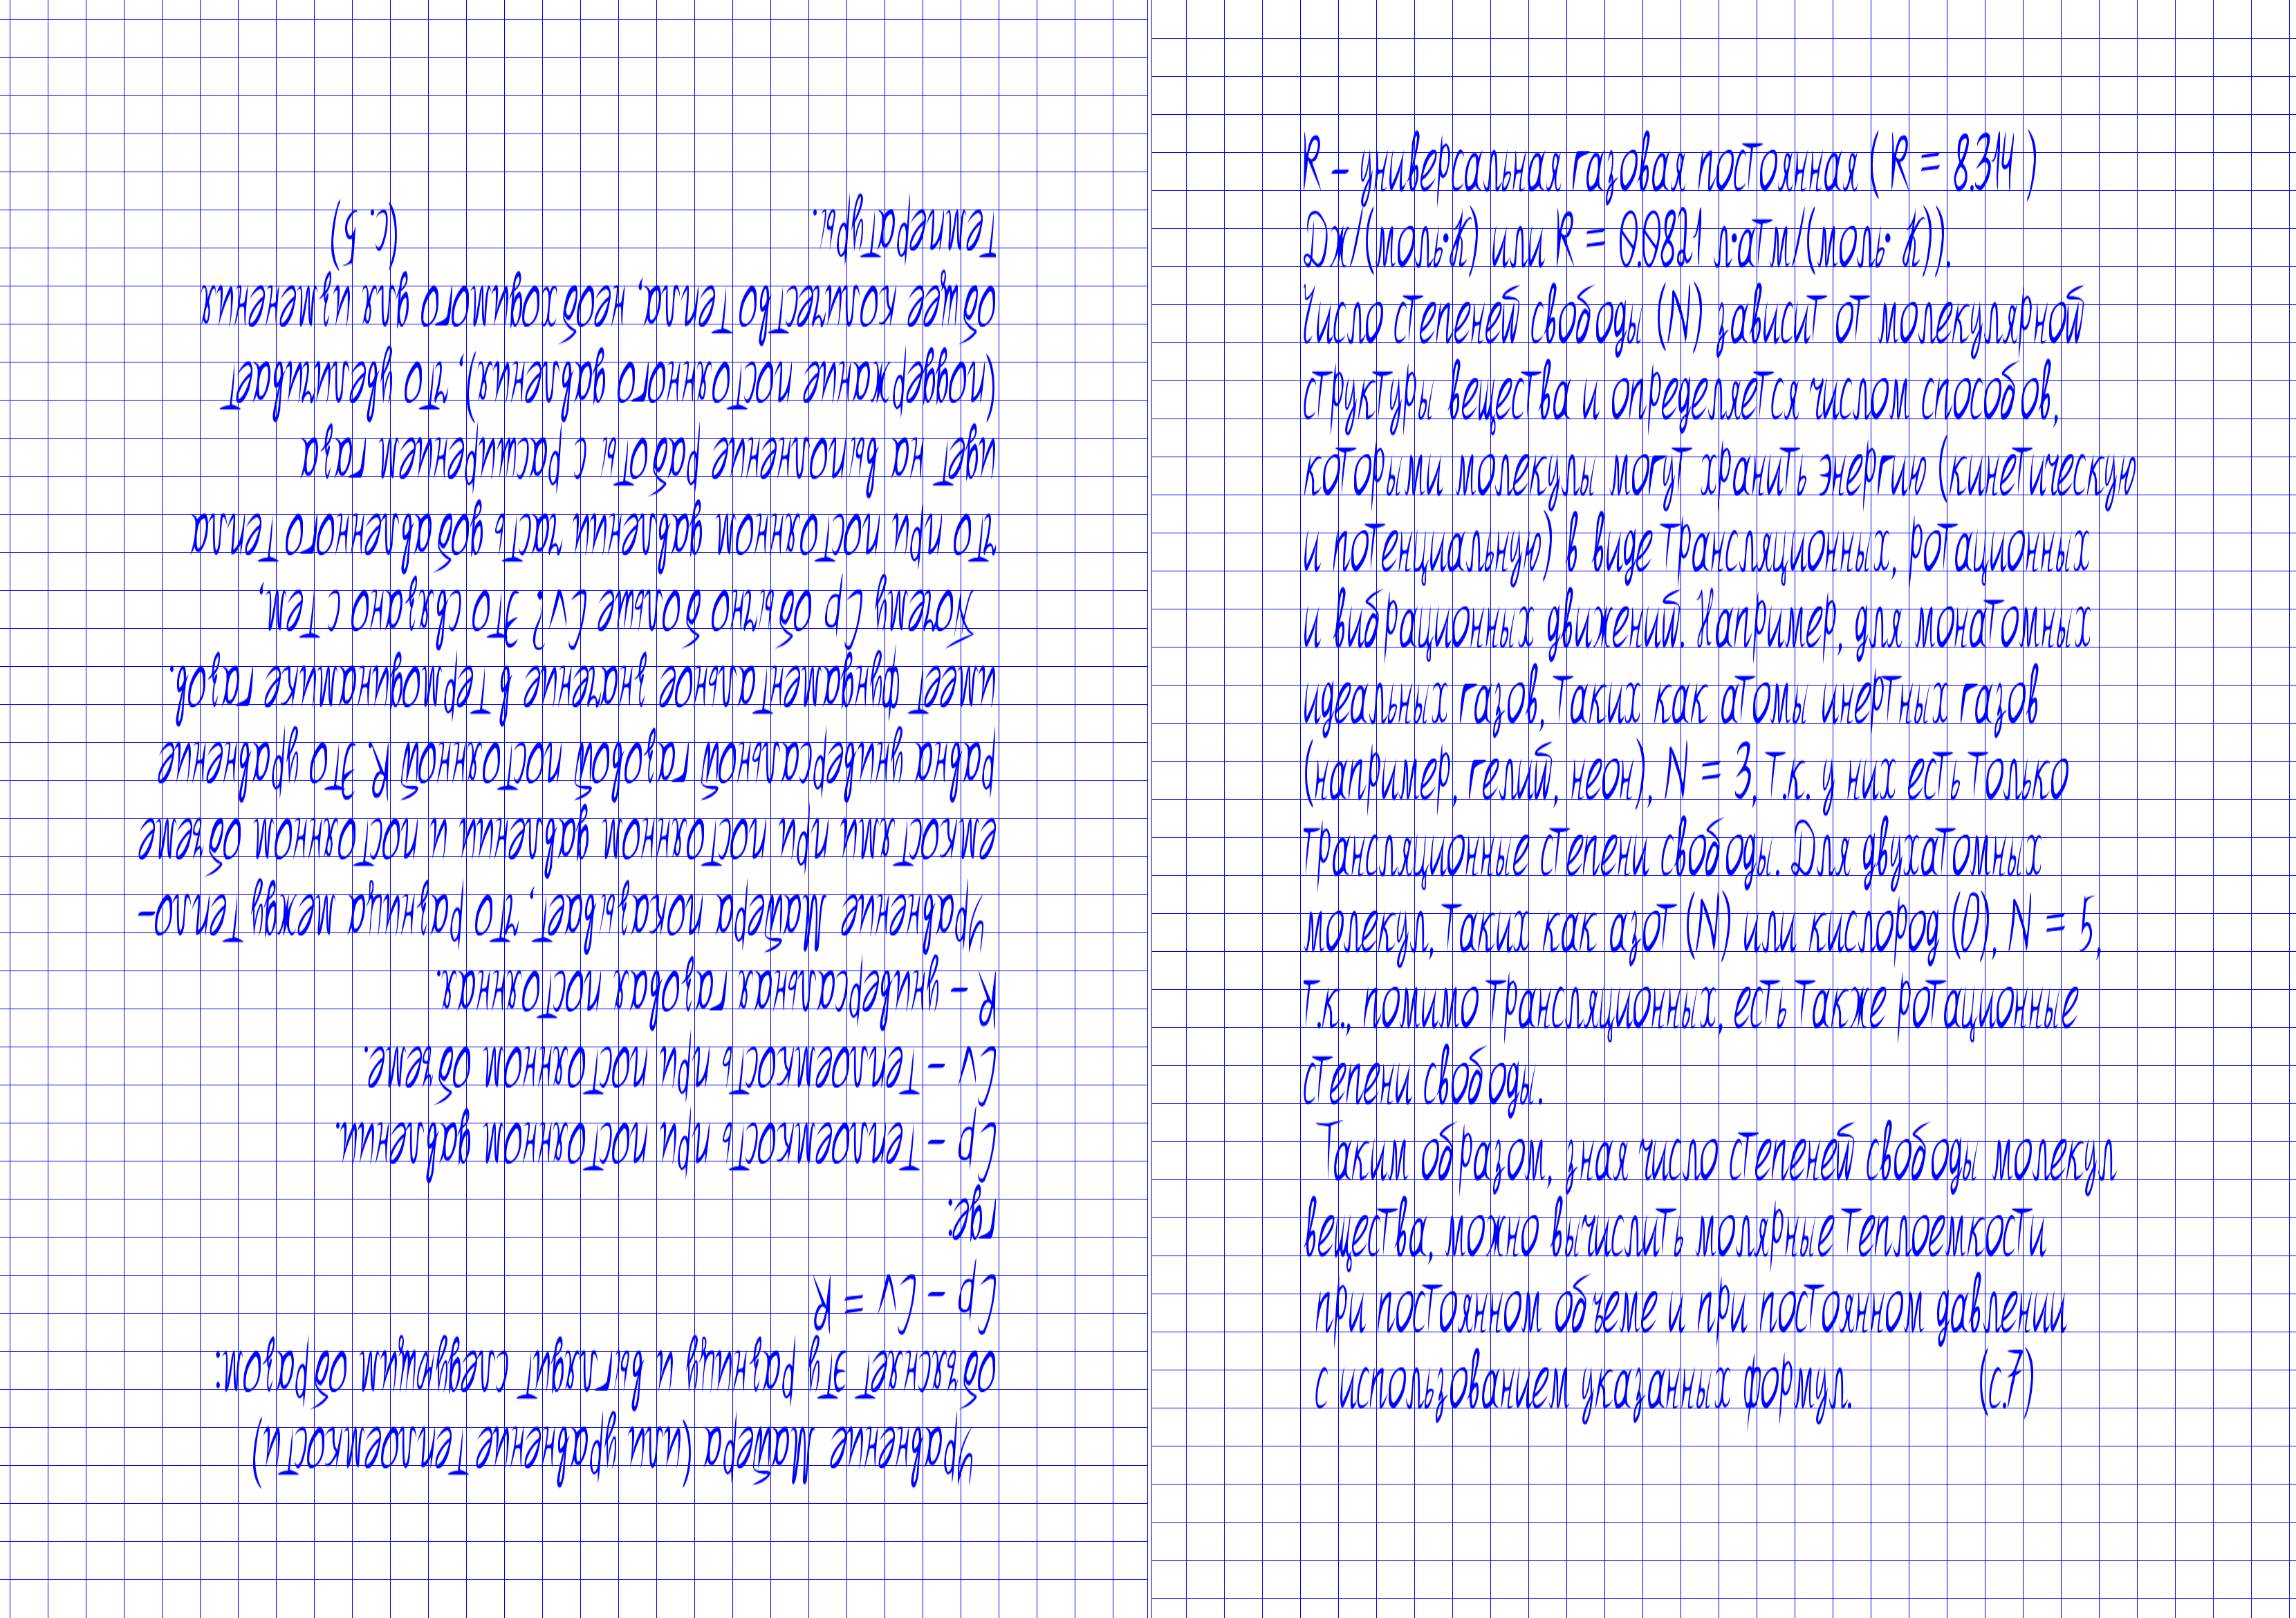 Уравнение Майера (или уравнение теплоемкости)
объясняет эту разницу и выглядит следующим образом:
Cp - Cv = R
где:
Cp - теплоемкость при постоянном давлении.
Cv - теплоемкость при постоянном объеме.
R - универсальная газовая постоянная.
Уравнение Майера показывает, что разница между тепло-
емкостями при постоянном давлении и постоянном объеме
равна универсальной газовой постоянной R. Это уравнение
имеет фундаментальное значение в термодинамике газов.
Почему Cp обычно больше Cv? Это связано с тем,
что при постоянном давлении часть добавленного тепла
идет на выполнение работы с расширением газа
(поддержание постоянного давления), что увеличивает
общее количество тепла, необходимого для изменения
температуры. (с. 5)
R - универсальная газовая постоянная ( R = 8.314 )
Дж/(моль·К) или R = 0.0821 л·атм/(моль· К)).
Число степеней свободы (N) зависит от молекулярной
структуры вещества и определяется числом способов,
которыми молекулы могут хранить энергию (кинетическую
и потенциальную) в виде трансляционных, ротационных
и вибрационных движений. Например, для монатомных
идеальных газов, таких как атомы инертных газов
(например, гелий, неон), N = 3, т.к. у них есть только
трансляционные степени свободы. Для двухатомных
молекул, таких как азот (N) или кислород (O), N = 5,
т.к., помимо трансляционных, есть также ротационные
степени свободы.
Таким образом, зная число степеней свободы молекул
вещества, можно вычислить молярные теплоемкости
при постоянном объеме и при постоянном давлении
с использованием указанных формул. (с.7)